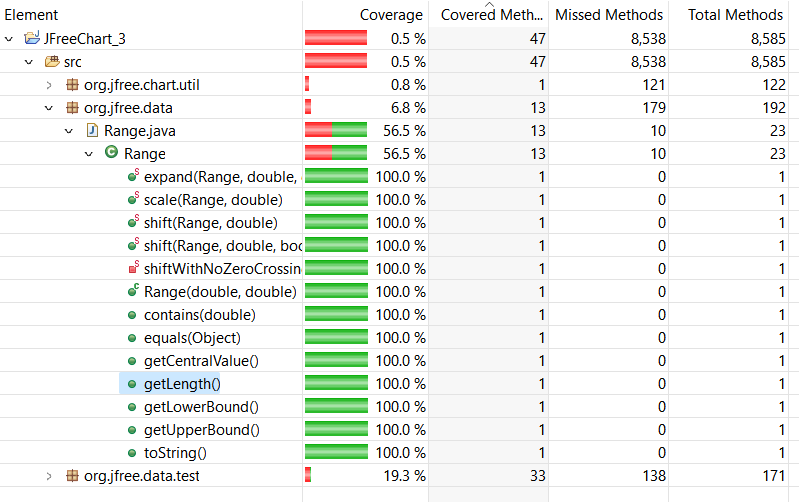 Element Coverage Covered Meth... Missed Methods Total Methods
JFreeChart_3 0.5 % 47 8,538 8,585
src 0.5 % 47 8,538 8,585
org.jfree.chart.util 0.8 % 1 121 122
org.jfree.data 6.8 % 13 179 192
J Range.java 56.5 % 13 10 23
C Range 56.5 % 13 10 23
S expand(Range, double, 100.0 % 1 0 1
S scale(Range, double) 100.0 % 1 0 1
S shift(Range, double) 100.0 % 1 0 1
S shift(Range, double, boo 100.0 % 1 0 1
S shiftWithNoZeroCrossin 100.0 % 1 0 1
C Range(double, double) 100.0 % 1 0 1
contains(double) 100.0 % 1 0 1
equals(Object) 100.0 % 1 0 1
getCentralValue() 100.0 % 1 0 1
getLength() 100.0 % 1 0 1
getLowerBound() 100.0 % 1 0 1
getUpperBound() 100.0 % 1 0 1
toString() 100.0 % 1 0 1
org.jfree.data.test 19.3 % 33 138 171